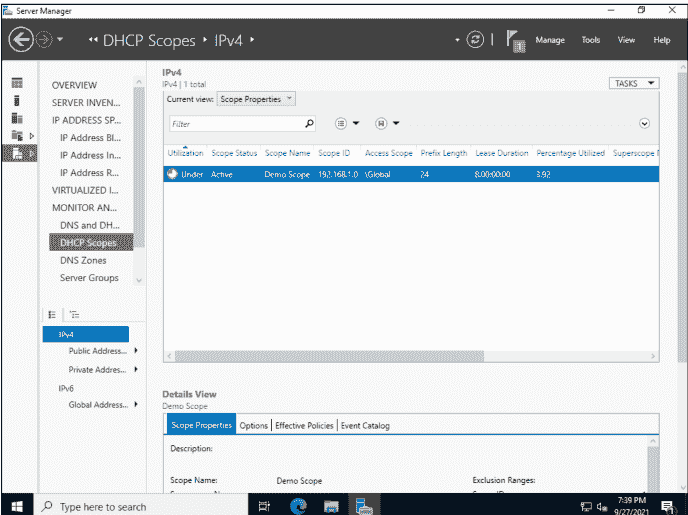 Server Manager
DHCP Scopes IPv4
Manage Tools View Help
OVERVIEW
SERVER INVEN...
IP ADDRESS SP...
IP Address Bl...
IP Address In...
IP Address R...
VIRTUALIZED I...
MONITOR AN...
DNS and DH...
DHCP Scopes
DNS Zones
Server Groups
IPv4
Public Address...
Private Addres...
IPv6
Global Address...
IPv4
IPv4 | 1 total
TASKS
Current view: Scope Properties
Filter
Utilization Scope Status Scope Name Scope ID Access Scope Prefix Length Lease Duration Percentage Utilized Superscope
Under Active Demo Scope 192.168.1.0 \Global 24 8.00:00:00 3.92
Details View
Demo Scope
Scope Properties Options Effective Policies Event Catalog
Description:
Scope Name: Demo Scope Exclusion Ranges:
Type here to search
7:39 PM
9/27/2021